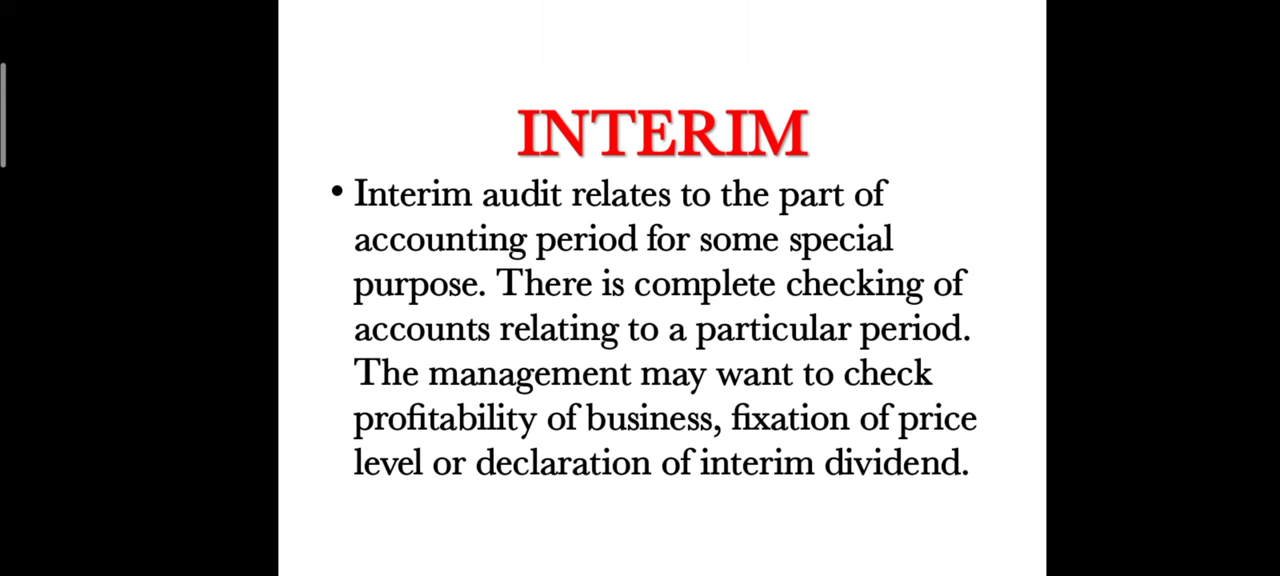 INTERIM
• Interim audit relates to the part of
accounting period for some special
purpose. There is complete checking of
accounts relating to a particular period.
The management may want to check
profitability of business, fixation of price
level or declaration of interim dividend.